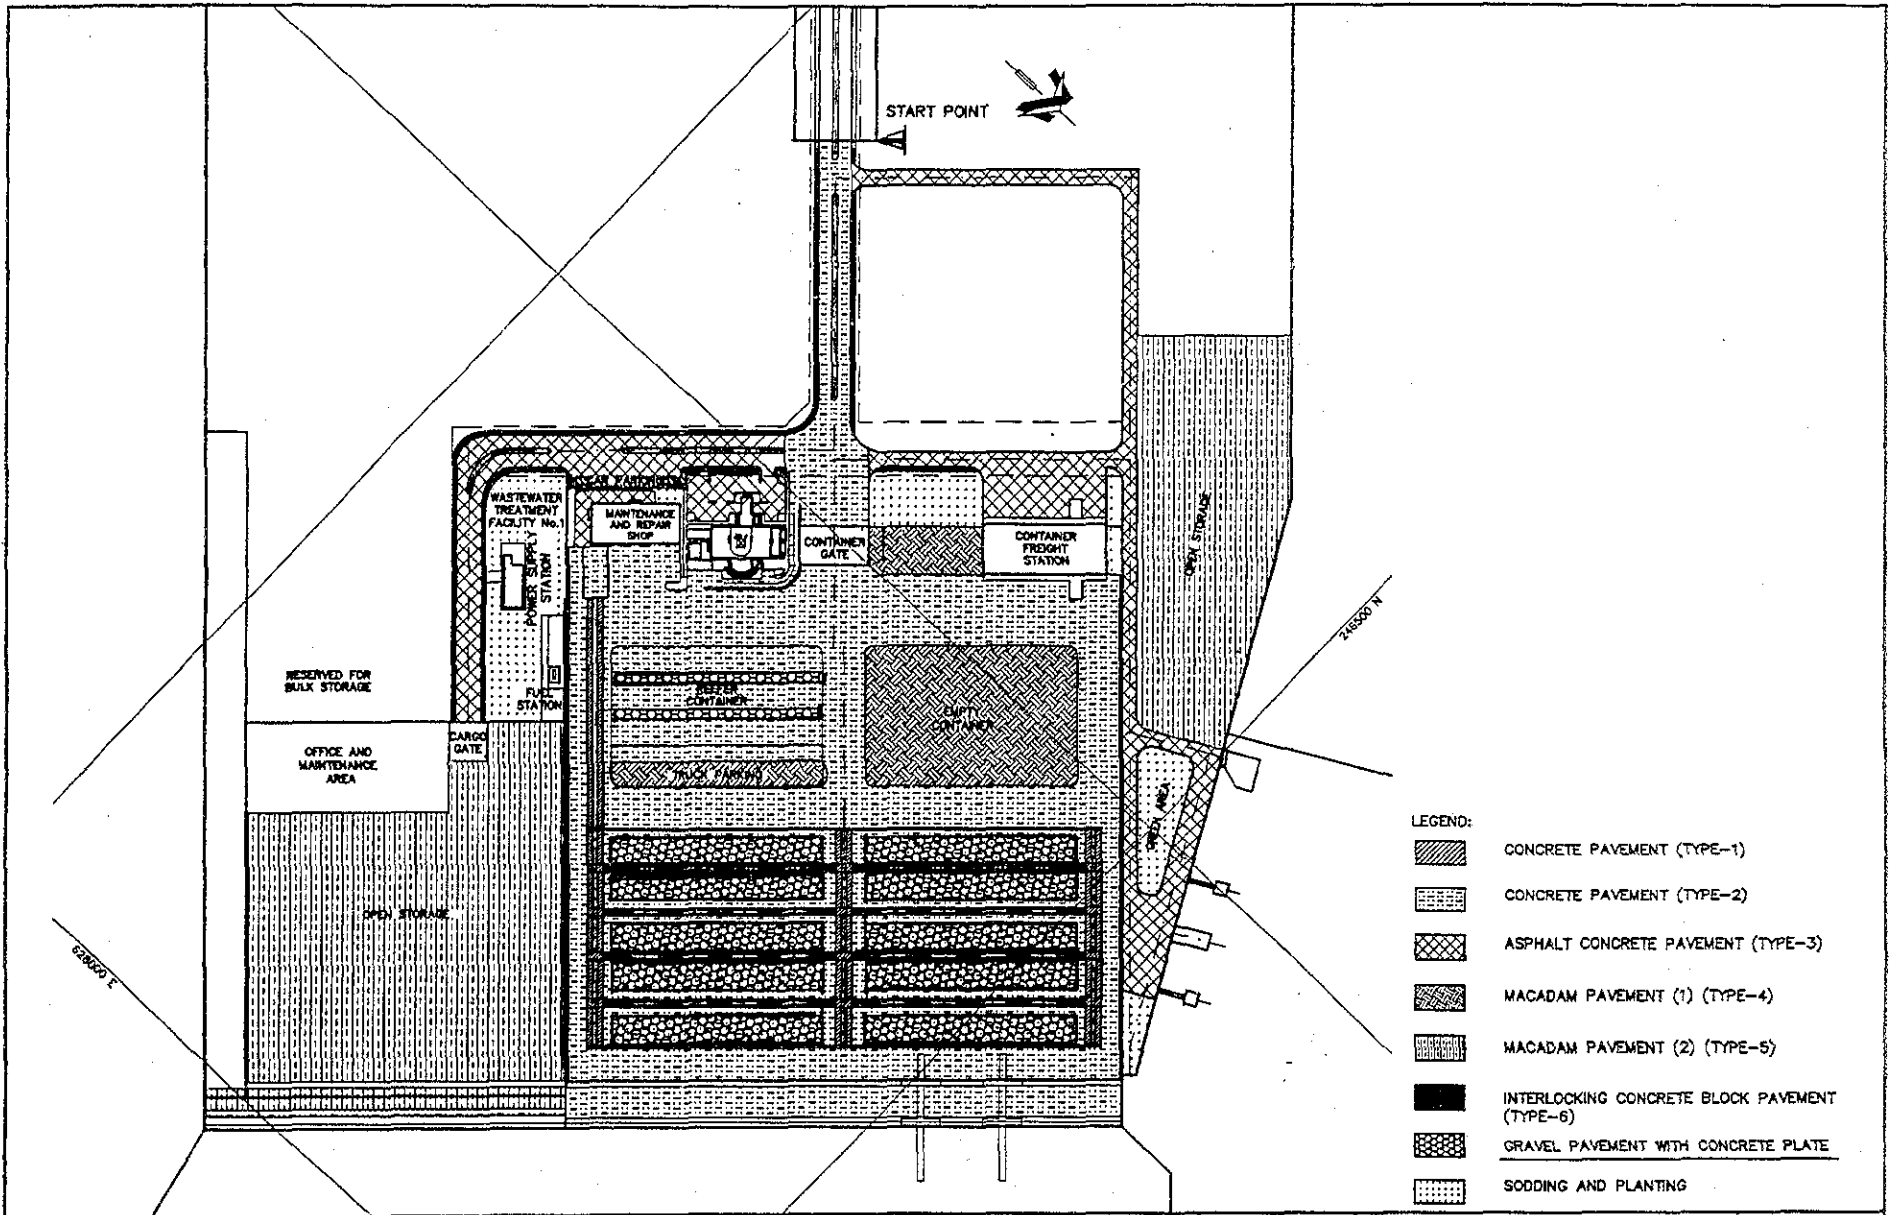 START POINT
WASTEWATER
TREATMENT
FACILITY No.1
POWER SUPPLY
STATION
MAINTENANCE
AND REPAIR
SHOP
CONTAINER
GATE
CONTAINER
FREIGHT
STATION
OPEN STORAGE
246500 N
RESERVED FOR
BULK STORAGE
FUEL
STATION
REEFER
CONTAINER
EMPTY
CONTAINER
CARGO
GATE
OFFICE AND
MAINTENANCE
AREA
TRUCK PARKING
GREEN AREA
OPEN STORAGE
628000 E
LEGEND:
CONCRETE PAVEMENT (TYPE-1)
CONCRETE PAVEMENT (TYPE-2)
ASPHALT CONCRETE PAVEMENT (TYPE-3)
MACADAM PAVEMENT (1) (TYPE-4)
MACADAM PAVEMENT (2) (TYPE-5)
INTERLOCKING CONCRETE BLOCK PAVEMENT
(TYPE-6)
GRAVEL PAVEMENT WITH CONCRETE PLATE
SODDING AND PLANTING